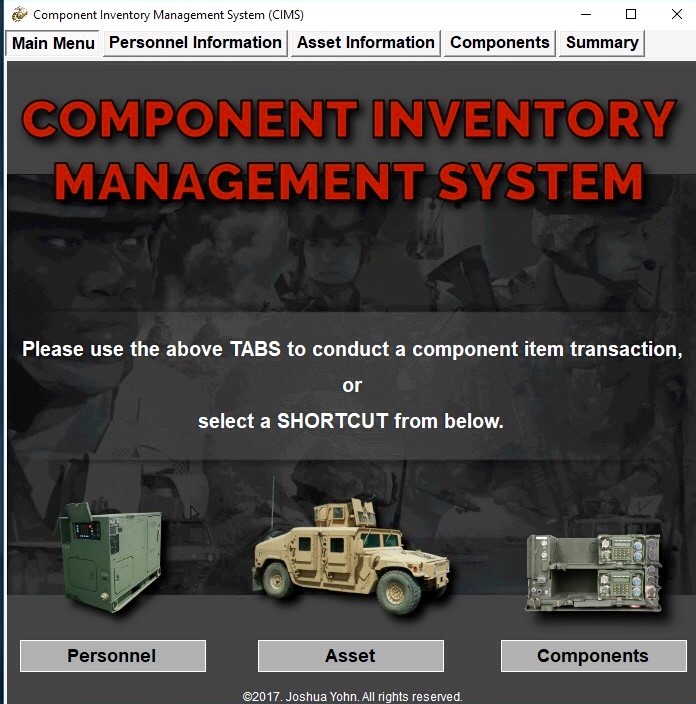 Component Inventory Management System (CIMS)
Main Menu Personnel Information Asset Information Components Summary
COMPONENT INVENTORY
MANAGEMENT SYSTEM
Please use the above TABS to conduct a component item transaction,
or
select a SHORTCUT from below.
Personnel Asset Components
©2017. Joshua Yohn. All rights reserved.